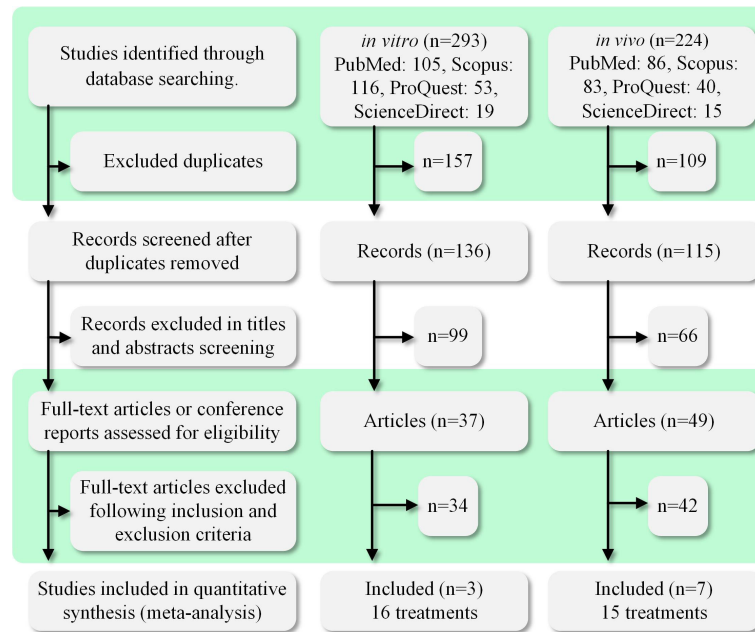 Studies identified through
database searching.
in vitro (n=293)
PubMed: 105, Scopus:
116, ProQuest: 53,
ScienceDirect: 19
in vivo (n=224)
PubMed: 86, Scopus:
83, ProQuest: 40,
ScienceDirect: 15
Excluded duplicates
n=157
n=109
Records screened after
duplicates removed
Records (n=136)
Records (n=115)
Records excluded in titles
and abstracts screening
n=99
n=66
Full-text articles or conference
reports assessed for eligibility
Articles (n=37)
Articles (n=49)
Full-text articles excluded
following inclusion and
exclusion criteria
n=34
n=42
Studies included in quantitative
synthesis (meta-analysis)
Included (n=3)
16 treatments
Included (n=7)
15 treatments